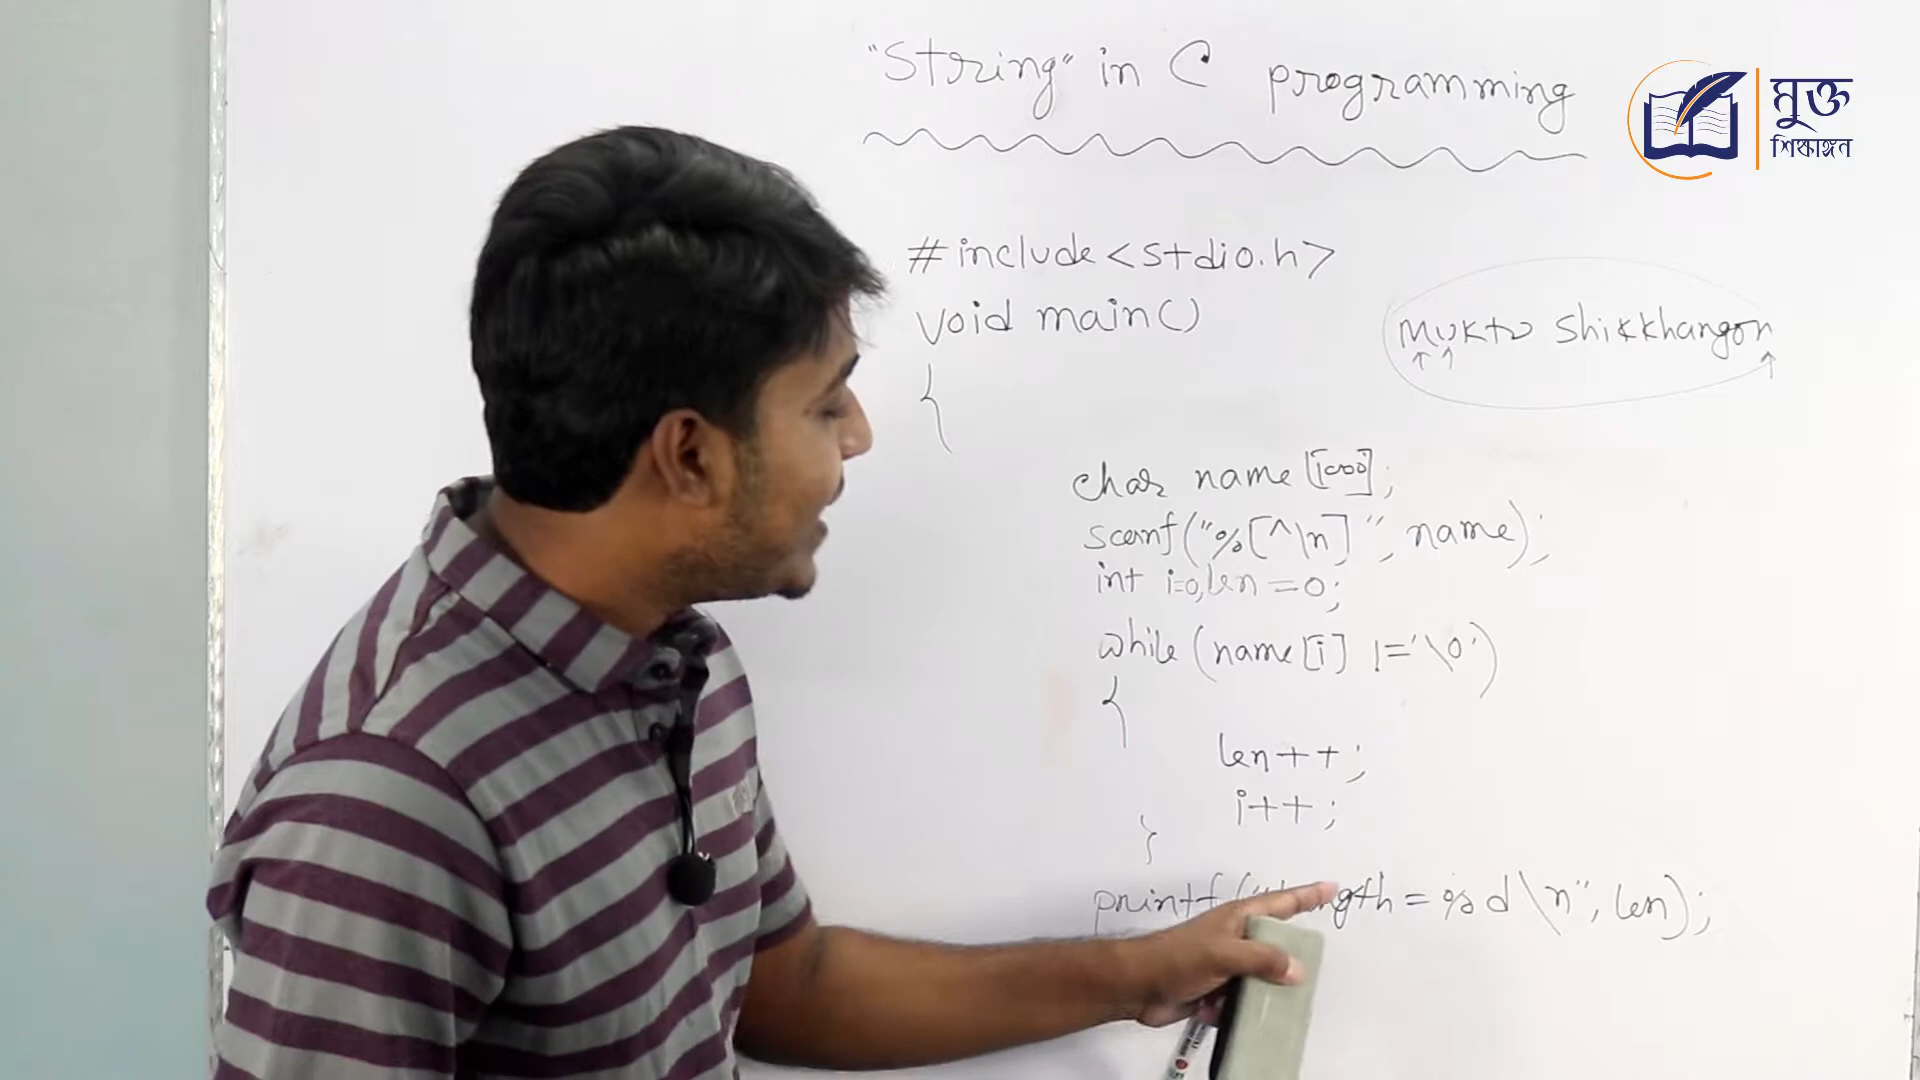 "String" in C programming
মুক্ত
শিক্ষাঙ্গন
#include<stdio.h>
void main()
{
Mukto Shikkhangon
char name[100];
scanf("%[^\n]", name);
int i=0,len=0;
while(name[i] !='\0')
{
len++;
i++;
}
printf("length = %d \n", len);